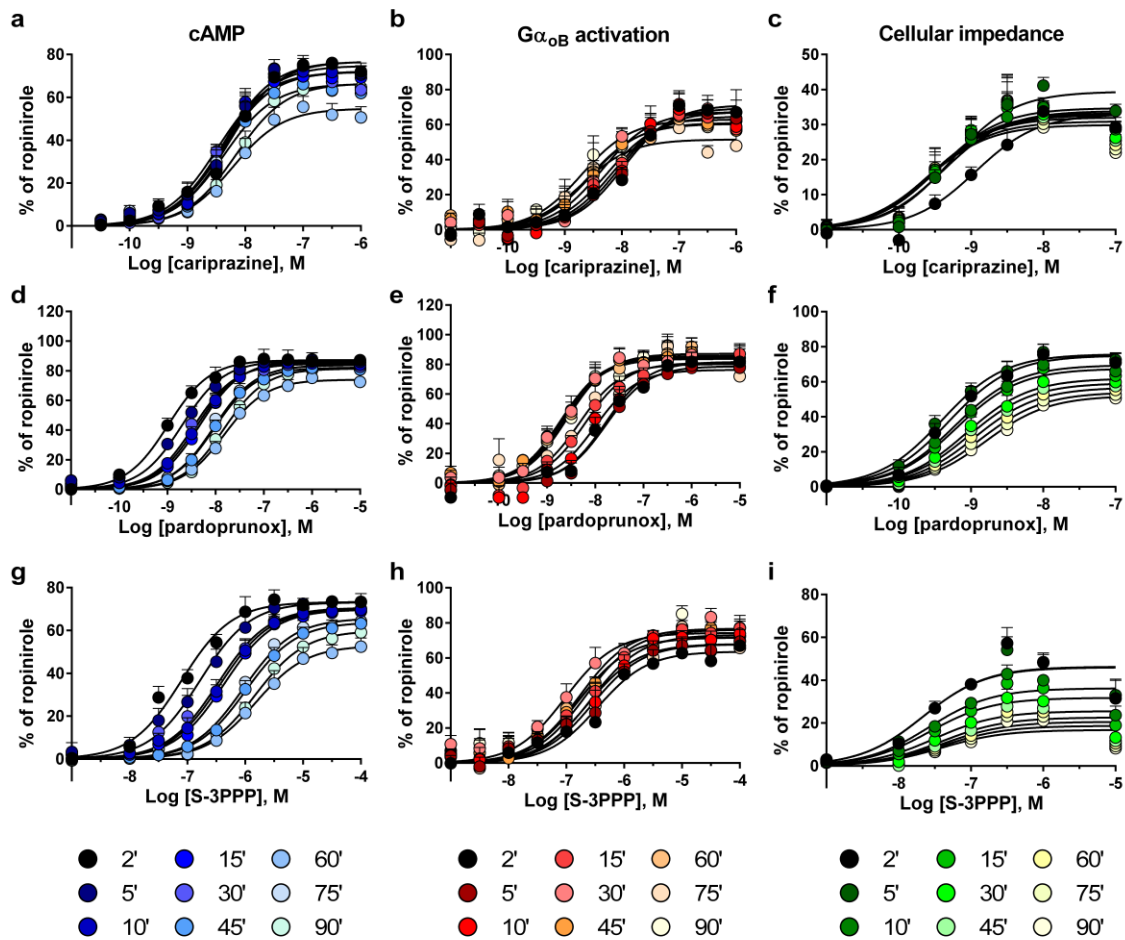 a
cAMP
b
GαoB activation
c
Cellular impedance
% of ropinirole
80
60
40
20
0
-10 -9 -8 -7 -6
Log [cariprazine], M
% of ropinirole
100
80
60
40
20
0
-10 -9 -8 -7 -6
Log [cariprazine], M
% of ropinirole
50
40
30
20
10
0
-10 -9 -8 -7
Log [cariprazine], M
d
% of ropinirole
120
100
80
60
40
20
0
-10 -9 -8 -7 -6 -5
Log [pardoprunox], M
e
% of ropinirole
120
100
80
60
40
20
0
-10 -9 -8 -7 -6 -5
Log [pardoprunox], M
f
% of ropinirole
100
80
60
40
20
0
-10 -9 -8 -7
Log [pardoprunox], M
g
% of ropinirole
80
60
40
20
0
-8 -7 -6 -5 -4
Log [S-3PPP], M
h
% of ropinirole
100
80
60
40
20
0
-8 -7 -6 -5 -4
Log [S-3PPP], M
i
% of ropinirole
80
60
40
20
0
-8 -7 -6 -5
Log [S-3PPP], M
2' 15' 60'
5' 30' 75'
10' 45' 90'
2' 15' 60'
5' 30' 75'
10' 45' 90'
2' 15' 60'
5' 30' 75'
10' 45' 90'